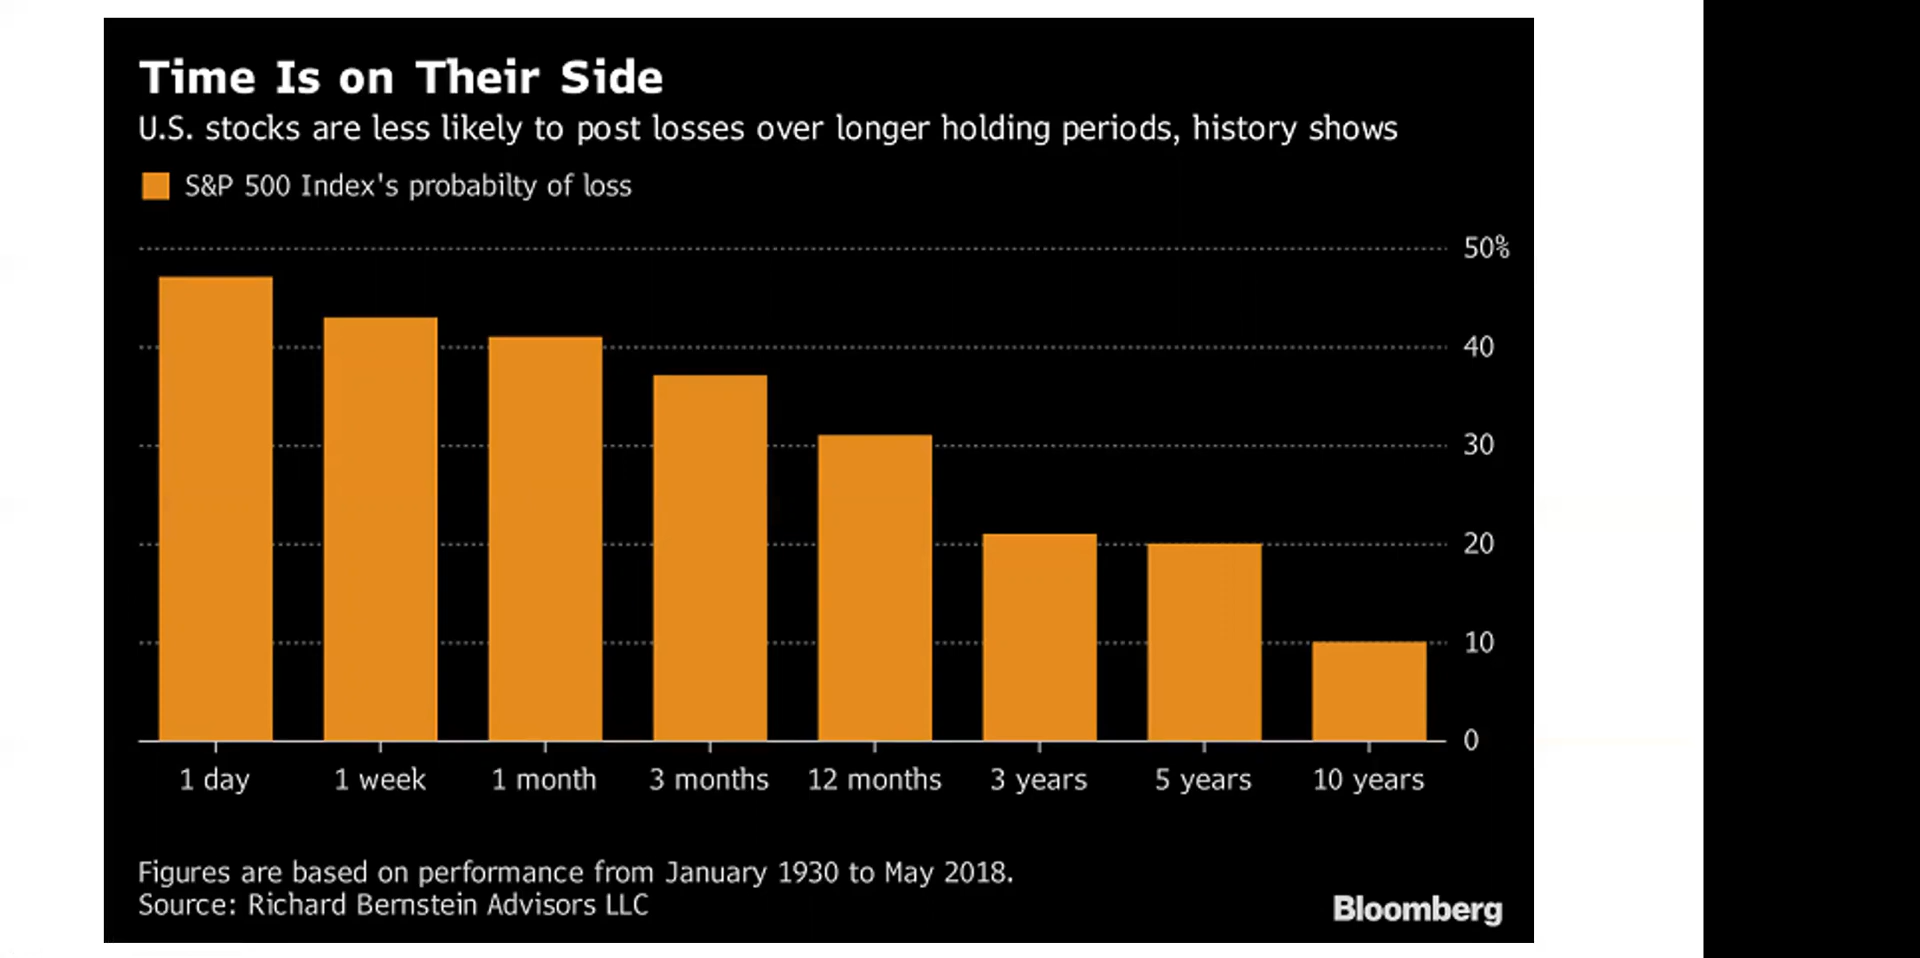 Time Is on Their Side
U.S. stocks are less likely to post losses over longer holding periods, history shows
S&P 500 Index's probabilty of loss
50%
40
30
20
10
0
1 day 1 week 1 month 3 months 12 months 3 years 5 years 10 years
Figures are based on performance from January 1930 to May 2018.
Source: Richard Bernstein Advisors LLC
Bloomberg